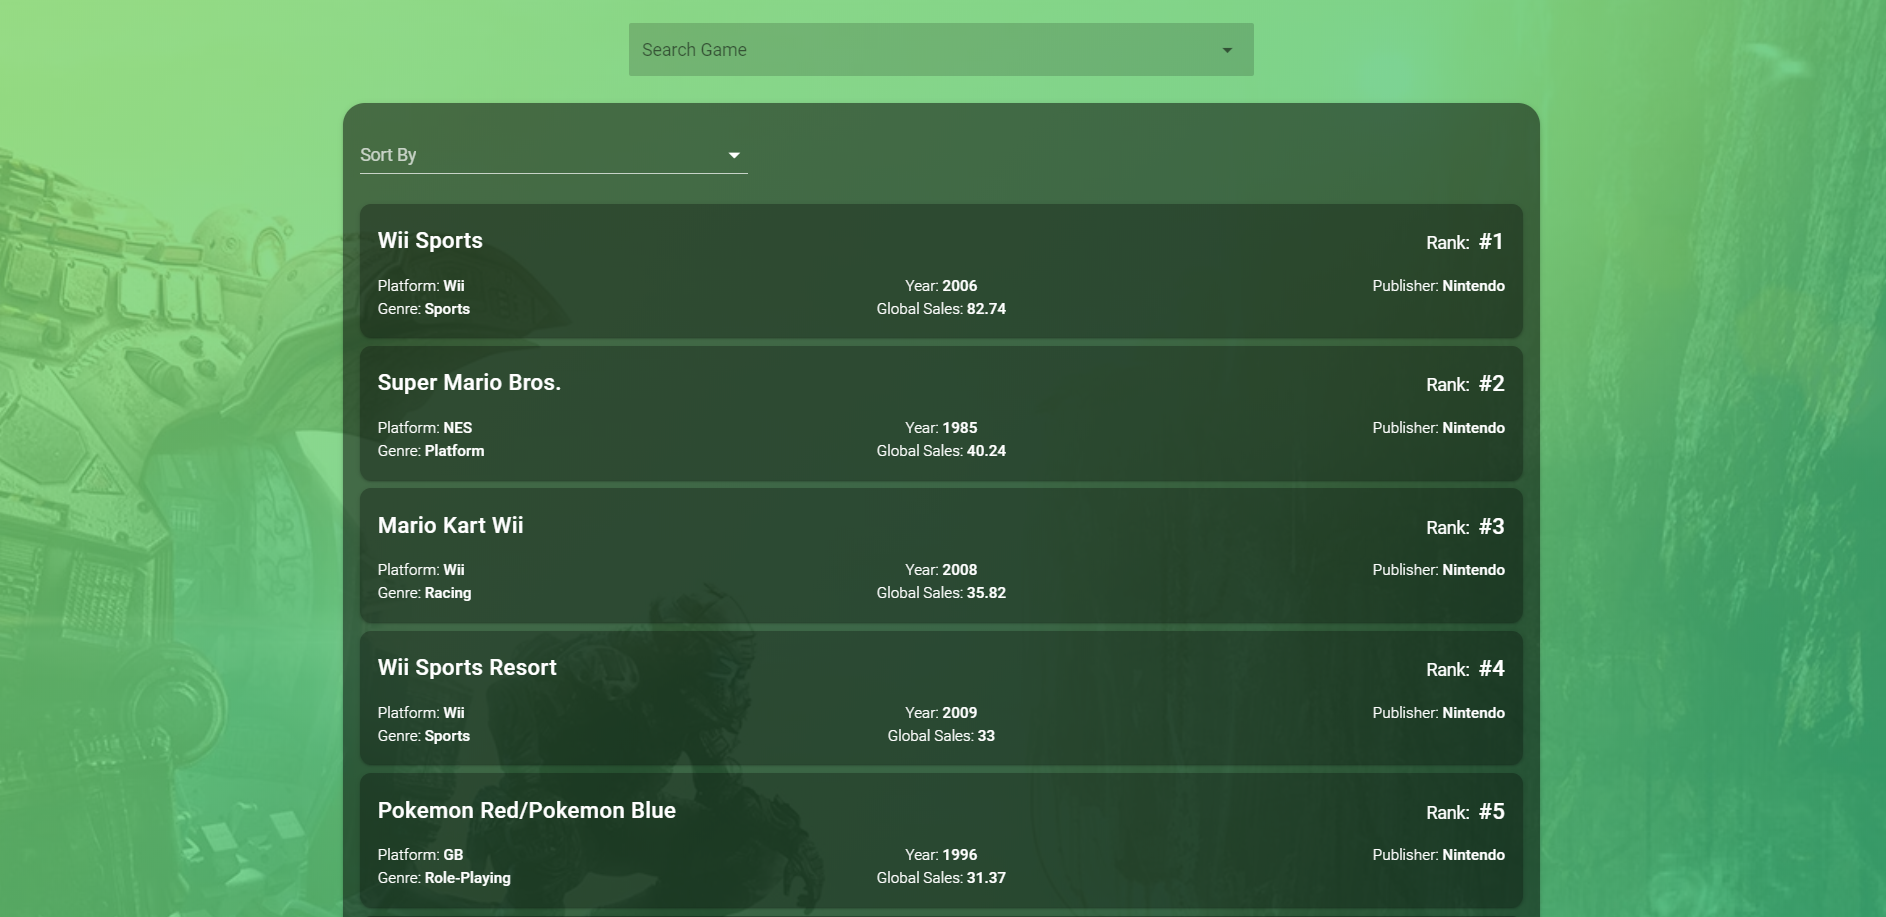 Search Game
Sort By
Wii Sports
Rank: #1
Platform: Wii
Year: 2006
Publisher: Nintendo
Genre: Sports
Global Sales: 82.74
Super Mario Bros.
Rank: #2
Platform: NES
Year: 1985
Publisher: Nintendo
Genre: Platform
Global Sales: 40.24
Mario Kart Wii
Rank: #3
Platform: Wii
Year: 2008
Publisher: Nintendo
Genre: Racing
Global Sales: 35.82
Wii Sports Resort
Rank: #4
Platform: Wii
Year: 2009
Publisher: Nintendo
Genre: Sports
Global Sales: 33
Pokemon Red/Pokemon Blue
Rank: #5
Platform: GB
Year: 1996
Publisher: Nintendo
Genre: Role-Playing
Global Sales: 31.37